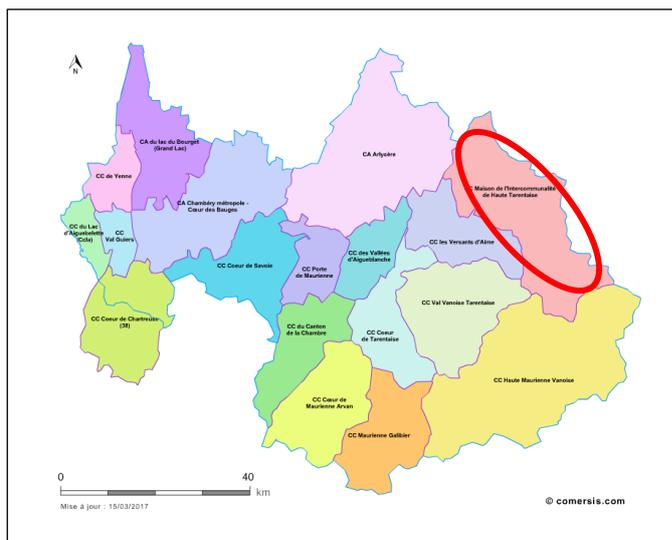 N
CA du lac du Bourget
(Grand Lac)
CA Arlysère
CC de Yenne
CC Maison de l'Intercommunalité
de Haute Tarentaise
CA Chambéry métropole -
Cœur des Bauges
CC du Lac
d'Aiguebelette
(Ccla)
CC
Val Guiers
CC les Versants d'Aime
CC des Vallées
d'Aigueblanche
CC Coeur de Savoie
CC Porte
de Maurienne
CC Val Vanoise Tarentaise
CC Coeur de Chartreuse
(38)
CC du Canton
de la Chambre
CC Coeur
de Tarentaise
CC Haute Maurienne Vanoise
CC Cœur de
Maurienne Arvan
CC Maurienne Galibier
0 40
km
Mise à jour : 15/03/2017
© comersis.com